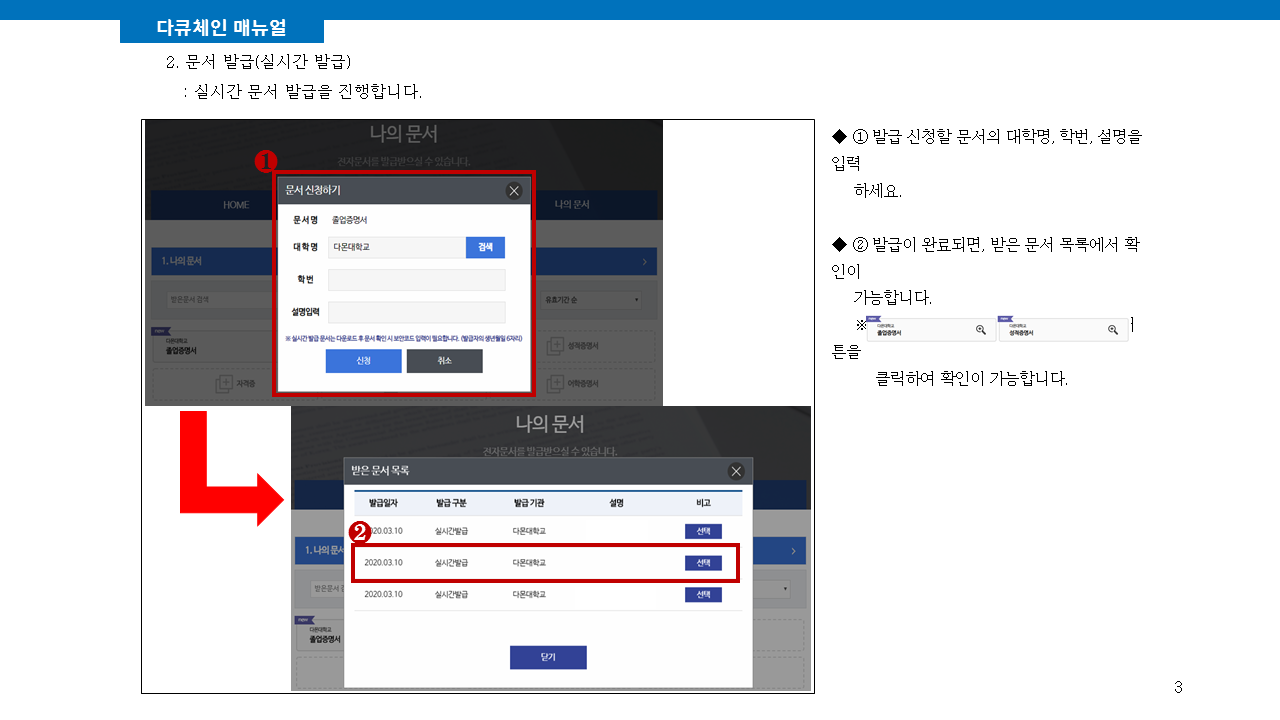 다큐체인 매뉴얼
2. 문서 발급(실시간 발급)
: 실시간 문서 발급을 진행합니다.
나의 문서
전자문서를 발급받으실 수 있습니다.
1
문서 신청하기
HOME
나의 문서
문서명 졸업증명서
대학명 다몬대학교 검색
1. 나의 문서
학번
받은문서 검색
유효기간 순
설명입력
※ 실시간 발급 문서는 다운로드 후 문서 확인 시 보안코드 입력이 필요합니다. (발급자의 생년월일 6자리)
new
다몬대학교
졸업증명서
성적증명서
신청 취소
자격증
어학증명서
나의 문서
전자문서를 발급받으실 수 있습니다.
받은 문서 목록
발급일자 발급 구분 발급 기관 설명 비고
2
020.03.10 실시간발급 다몬대학교 선택
2020.03.10 실시간발급 다몬대학교 선택
2020.03.10 실시간발급 다몬대학교 선택
1. 나의 문서
받은문서 검
new
다몬대학교
졸업증명서
닫기
◆ ① 발급 신청할 문서의 대학명, 학번, 설명을
입력
하세요.
◆ ② 발급이 완료되면, 받은 문서 목록에서 확
인이
가능합니다.
※
new
다몬대학교
졸업증명서
new
다몬대학교
성적증명서
튼을
클릭하여 확인이 가능합니다.
3